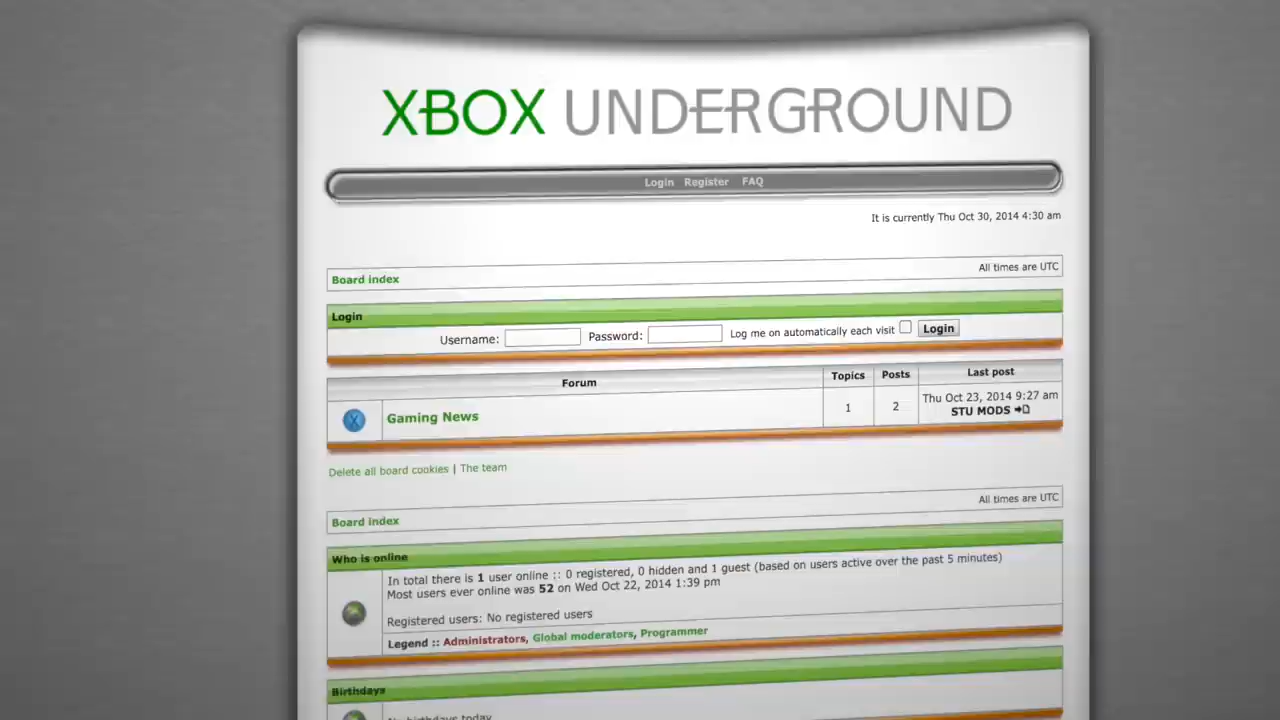 XBOX UNDERGROUND
Login Register FAQ
It is currently Thu Oct 30, 2014 4:30 am
Board index
All times are UTC
Login
Username: Password: Log me on automatically each visit Login
Forum Topics Posts Last post
X Gaming News 1 2 Thu Oct 23, 2014 9:27 am
STU MODS
Delete all board cookies | The team
Board index
All times are UTC
Who is online
In total there is 1 user online :: 0 registered, 0 hidden and 1 guest (based on users active over the past 5 minutes)
Most users ever online was 52 on Wed Oct 22, 2014 1:39 pm
Registered users: No registered users
Legend :: Administrators, Global moderators, Programmer
Birthdays
No birthdays today